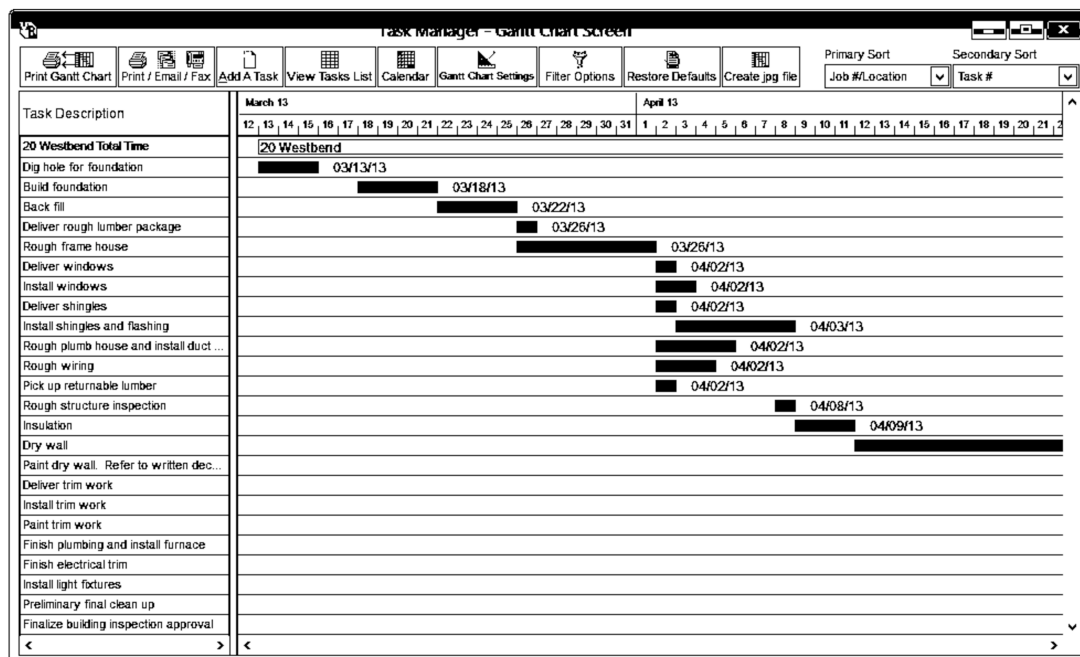 Task Manager - Gantt Chart Screen
Print Gantt Chart
Print / Email / Fax
Add A Task
View Tasks List
Calendar
Gantt Chart Settings
Filter Options
Restore Defaults
Create jpg file
Primary Sort
Job #/Location
Secondary Sort
Task #
Task Description
March 13
April 13
12 13 14 15 16 17 18 19 20 21 22 23 24 25 26 27 28 29 30 31 1 2 3 4 5 6 7 8 9 10 11 12 13 14 15 16 17 18 19 20 21 2
20 Westbend Total Time
20 Westbend
Dig hole for foundation 03/13/13
Build foundation 03/18/13
Back fill 03/22/13
Deliver rough lumber package 03/26/13
Rough frame house 03/26/13
Deliver windows 04/02/13
Install windows 04/02/13
Deliver shingles 04/02/13
Install shingles and flashing 04/03/13
Rough plumb house and install duct ... 04/02/13
Rough wiring 04/02/13
Pick up returnable lumber 04/02/13
Rough structure inspection 04/08/13
Insulation 04/09/13
Dry wall
Paint dry wall. Refer to written dec...
Deliver trim work
Install trim work
Paint trim work
Finish plumbing and install furnace
Finish electrical trim
Install light fixtures
Preliminary final clean up
Finalize building inspection approval